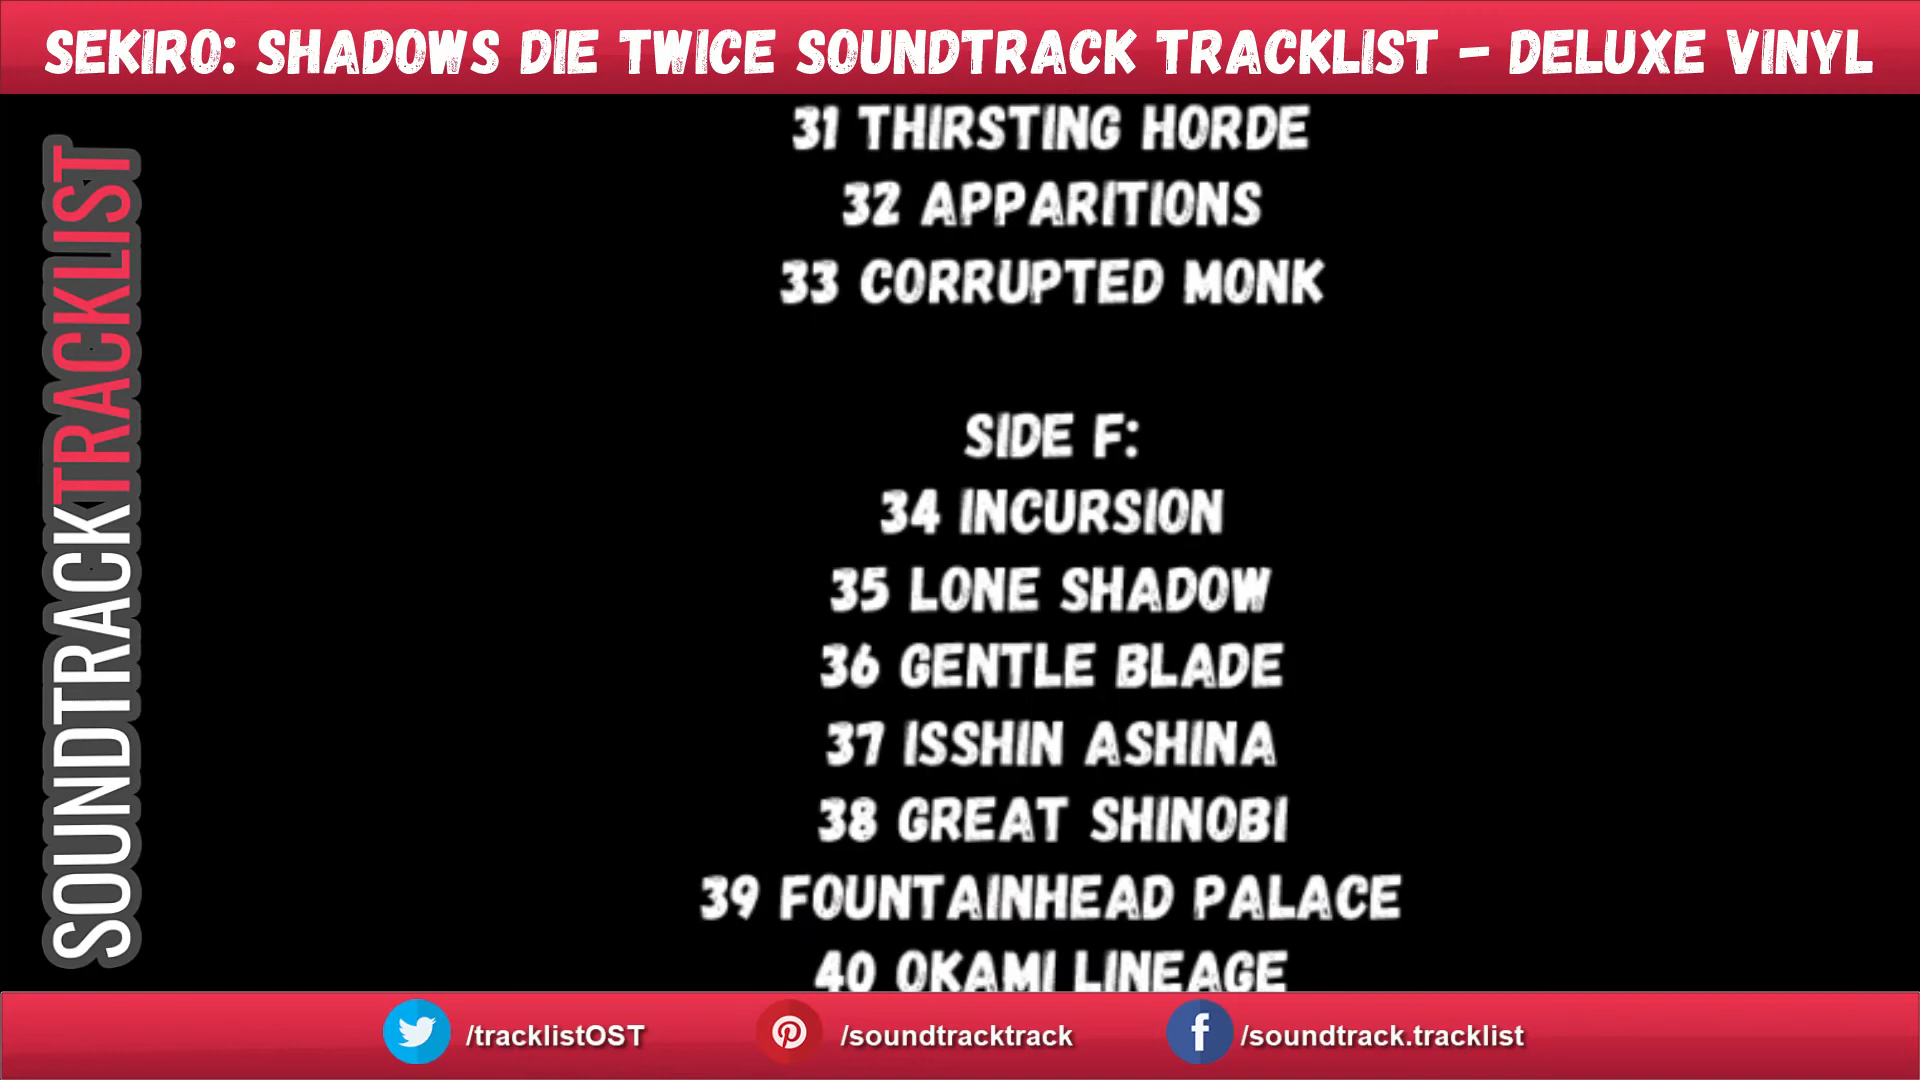 SEKIRO: SHADOWS DIE TWICE SOUNDTRACK TRACKLIST - DELUXE VINYL
SOUNDTRACKTRACKLIST
31 THIRSTING HORDE
32 APPARITIONS
33 CORRUPTED MONK
SIDE F:
34 INCURSION
35 LONE SHADOW
36 GENTLE BLADE
37 ISSHIN ASHINA
38 GREAT SHINOBI
39 FOUNTAINHEAD PALACE
40 OKAMI LINEAGE
/tracklistOST
/soundtracktrack
/soundtrack.tracklist